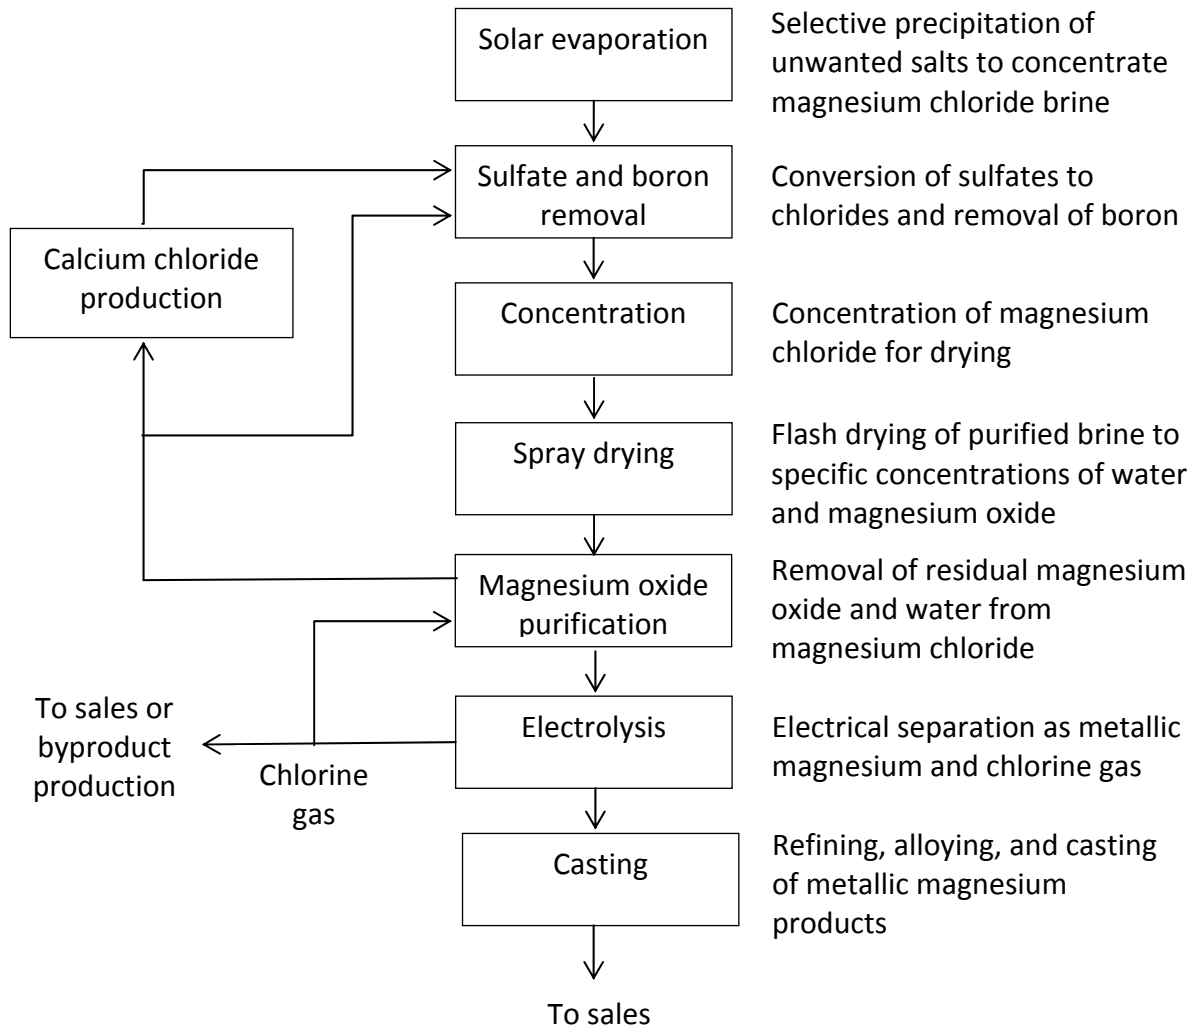 Solar evaporation
Selective precipitation of
unwanted salts to concentrate
magnesium chloride brine
Sulfate and boron
removal
Conversion of sulfates to
chlorides and removal of boron
Calcium chloride
production
Concentration
Concentration of magnesium
chloride for drying
Spray drying
Flash drying of purified brine to
specific concentrations of water
and magnesium oxide
Magnesium oxide
purification
Removal of residual magnesium
oxide and water from
magnesium chloride
To sales or
byproduct
production
Chlorine
gas
Electrolysis
Electrical separation as metallic
magnesium and chlorine gas
Casting
Refining, alloying, and casting
of metallic magnesium
products
To sales